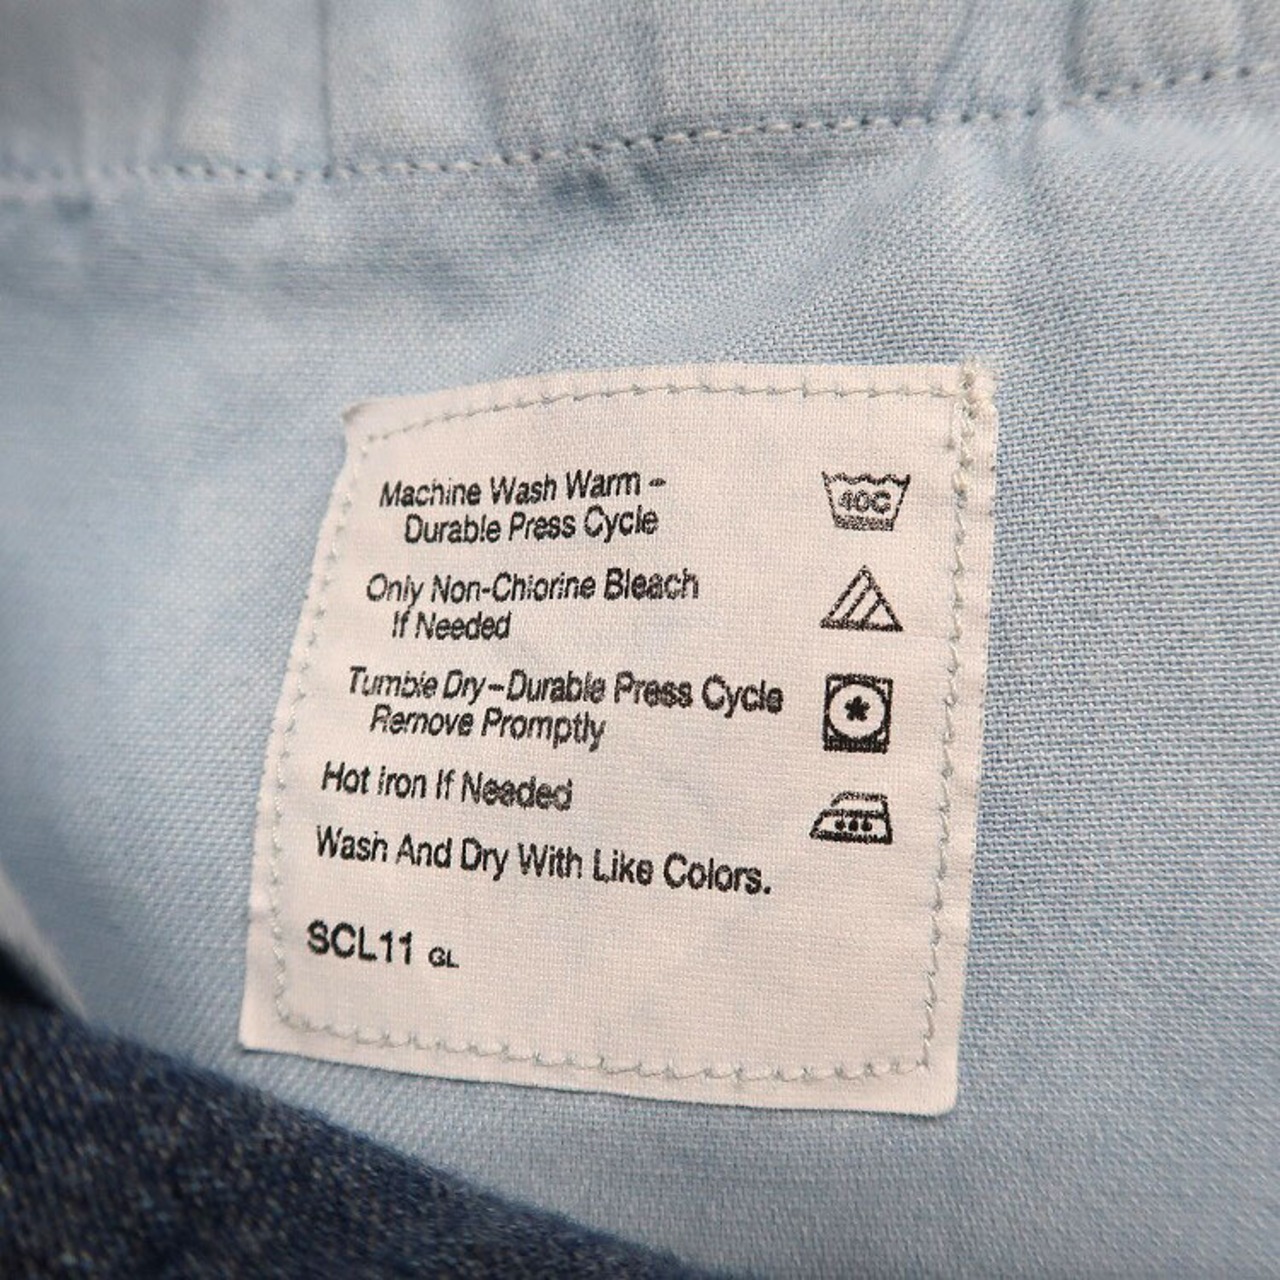 Machine Wash Warm –
Durable Press Cycle
40C
Only Non-Chlorine Bleach
If Needed
Tumble Dry–Durable Press Cycle
Remove Promptly
Hot Iron If Needed
Wash And Dry With Like Colors.
SCL11 GL